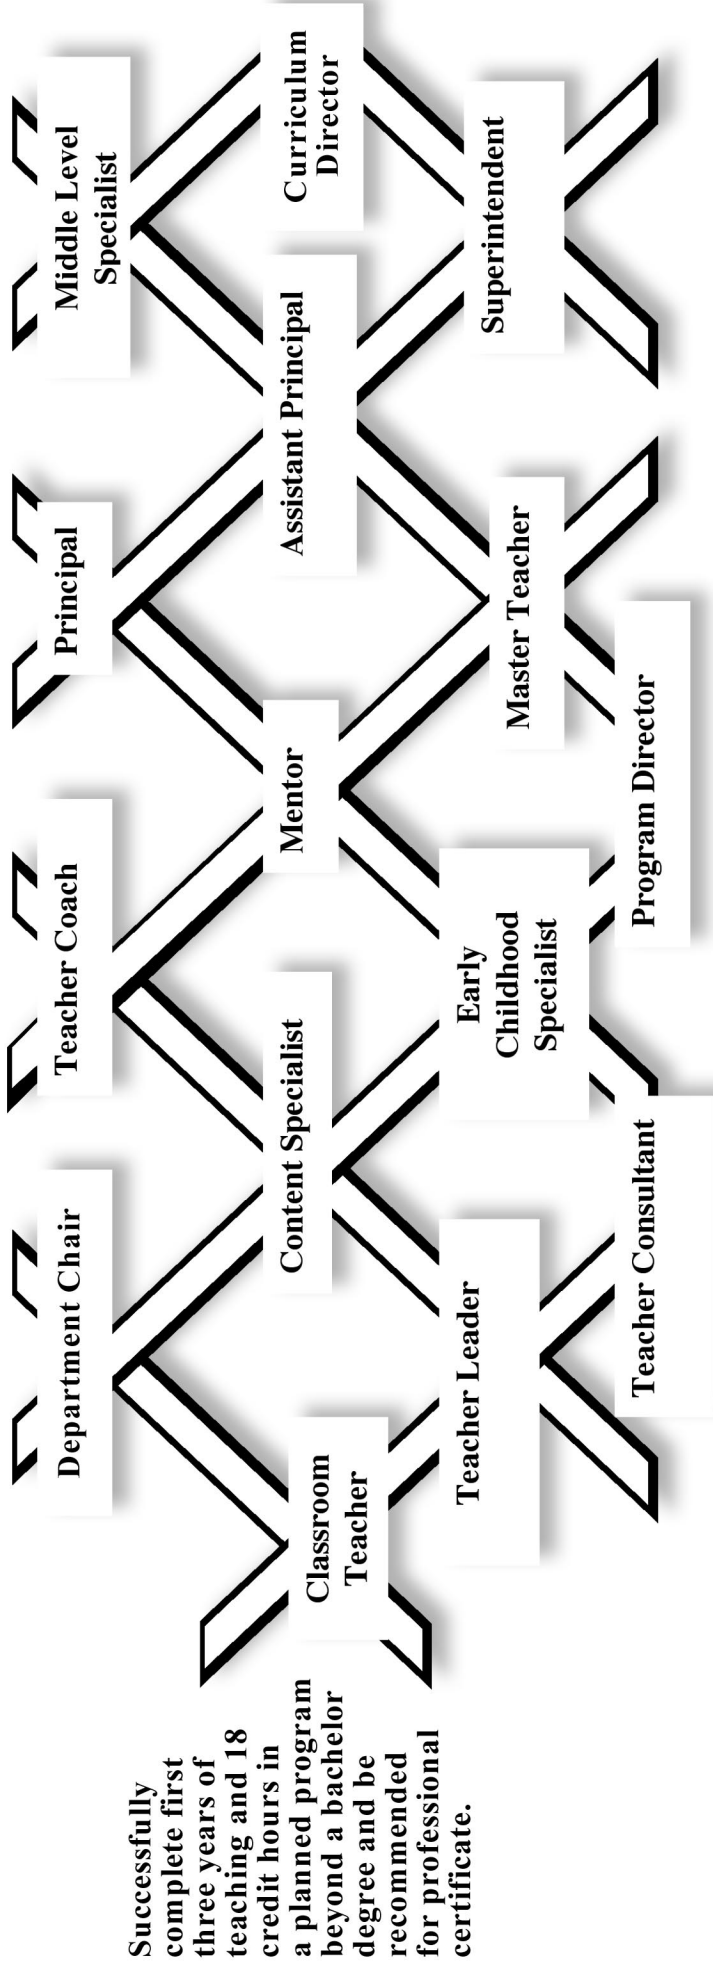 Successfully
complete first
three years of
teaching and 18
credit hours in
a planned program
beyond a bachelor
degree and be
recommended
for professional
certificate.
Classroom
Teacher
Department Chair
Teacher Leader
Content Specialist
Teacher Consultant
Teacher Coach
Early
Childhood
Specialist
Mentor
Program Director
Principal
Master Teacher
Assistant Principal
Middle Level
Specialist
Superintendent
Curriculum
Director